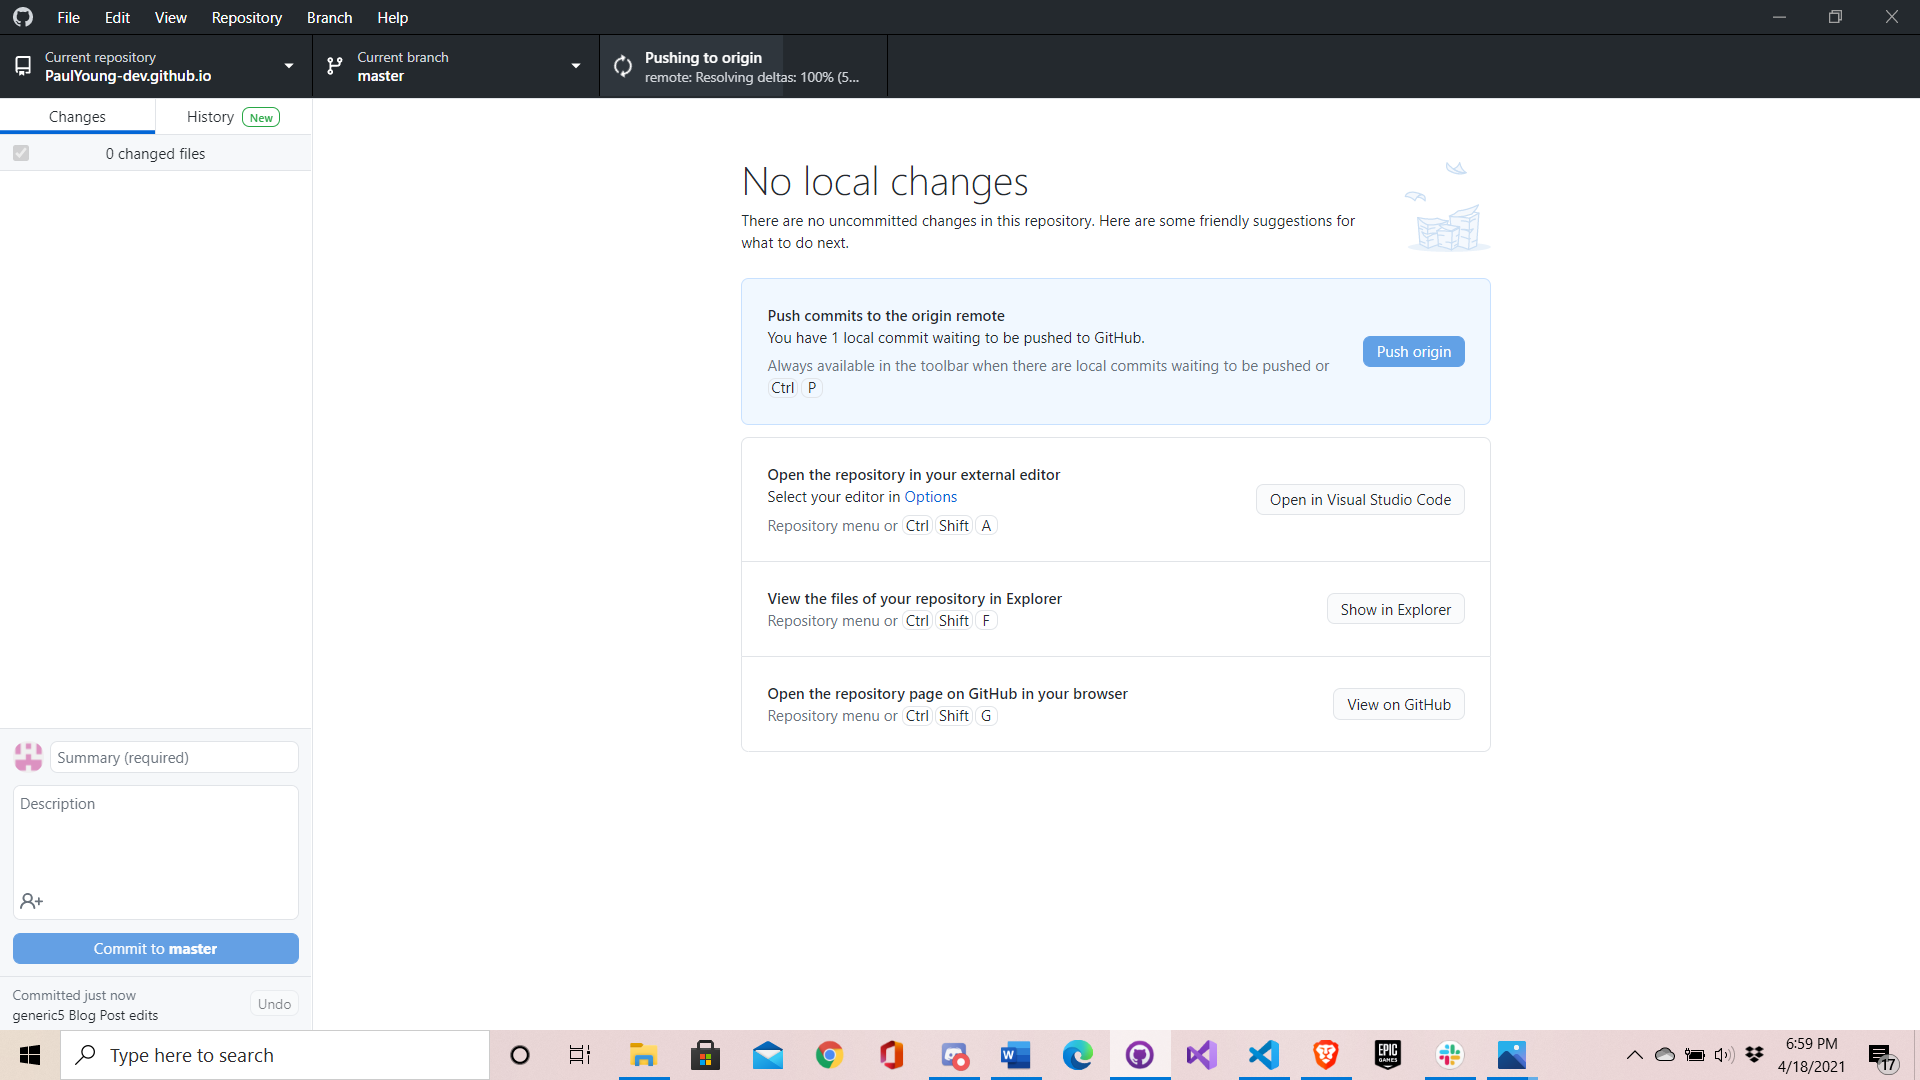 File Edit View Repository Branch Help
Current repository
PaulYoung-dev.github.io
Current branch
master
Pushing to origin
remote: Resolving deltas: 100% (5...
Changes
History New
0 changed files
No local changes
There are no uncommitted changes in this repository. Here are some friendly suggestions for
what to do next.
Push commits to the origin remote
You have 1 local commit waiting to be pushed to GitHub.
Always available in the toolbar when there are local commits waiting to be pushed or
Ctrl P
Push origin
Open the repository in your external editor
Select your editor in Options
Repository menu or Ctrl Shift A
Open in Visual Studio Code
View the files of your repository in Explorer
Repository menu or Ctrl Shift F
Show in Explorer
Open the repository page on GitHub in your browser
Repository menu or Ctrl Shift G
View on GitHub
Summary (required)
Description
Commit to master
Committed just now
generic5 Blog Post edits
Undo
Type here to search
W
EPIC
GAMES
6:59 PM
4/18/2021
17